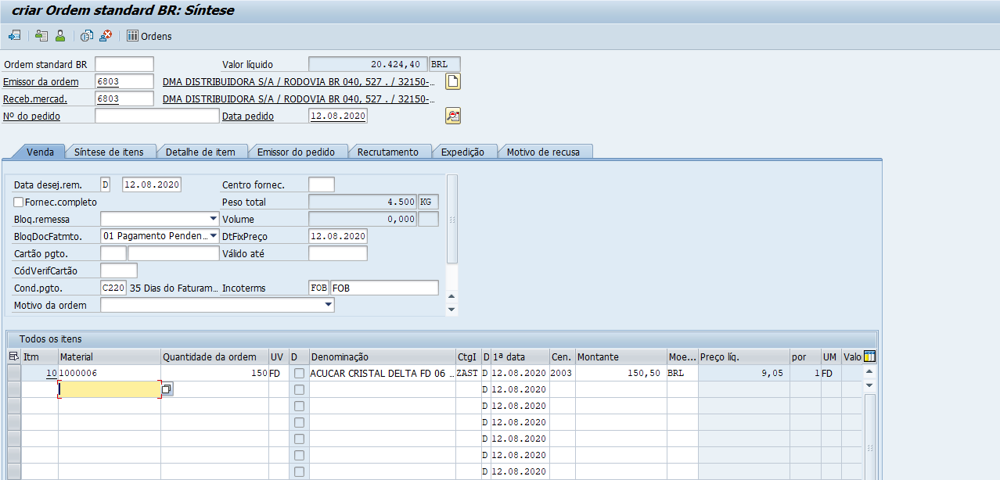 criar Ordem standard BR: Síntese
Ordens
Ordem standard BR Valor líquido 20.424,40 BRL
Emissor da ordem 6803 DMA DISTRIBUIDORA S/A / RODOVIA BR 040, 527 . / 32150-...
Receb.mercad. 6803 DMA DISTRIBUIDORA S/A / RODOVIA BR 040, 527 . / 32150-...
Nº do pedido Data pedido 12.08.2020
Venda Síntese de itens Detalhe de item Emissor do pedido Recrutamento Expedição Motivo de recusa
Data desej.rem. D 12.08.2020 Centro fornec.
Fornec.completo Peso total 4.500 KG
Bloq.remessa Volume 0,000
BloqDocFatmto. 01 Pagamento Penden... DtFixPreço 12.08.2020
Cartão pgto. Válido até
CódVerifCartão
Cond.pgto. C220 35 Dias do Faturam... Incoterms FOB FOB
Motivo da ordem
Todos os itens
Itm Material Quantidade da ordem UV D Denominação CtgI D 1ª data Cen. Montante Moe... Preço líq. por UM Valo
10 1000006 150 FD ACUCAR CRISTAL DELTA FD 06 ... ZAST D 12.08.2020 2003 150,50 BRL 9,05 1 FD
D 12.08.2020
D 12.08.2020
D 12.08.2020
D 12.08.2020
D 12.08.2020
D 12.08.2020